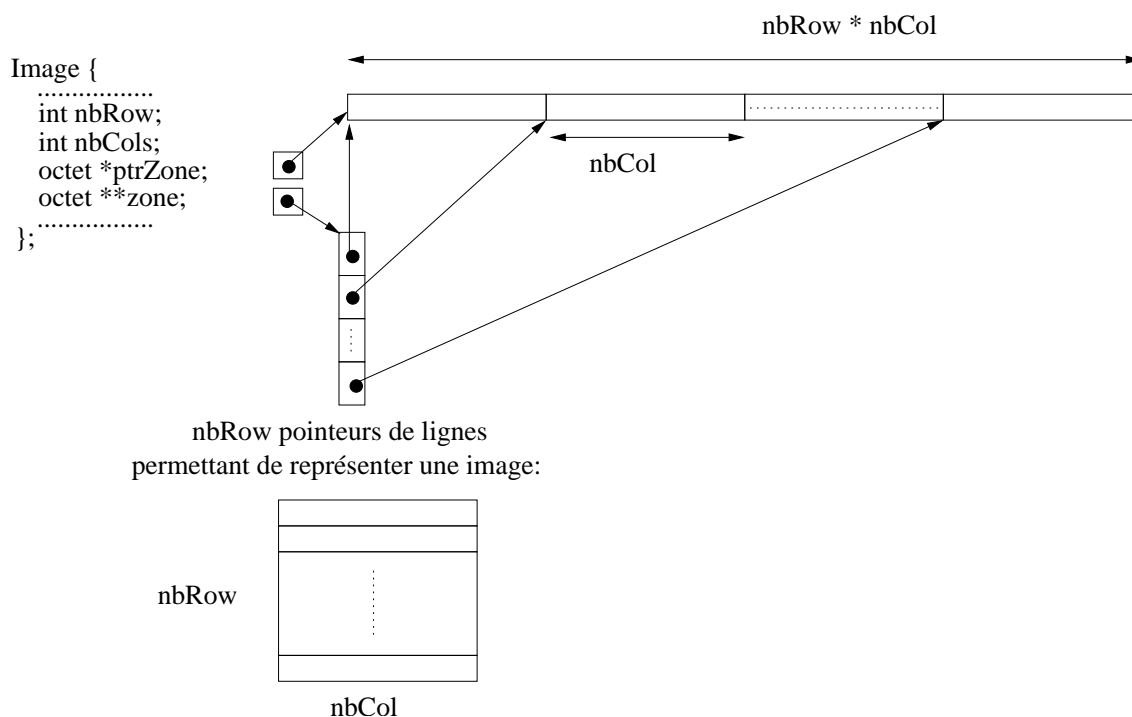 nbRow * nbCol
Image {
.................
int nbRow;
int nbCols;
octet *ptrZone;
octet **zone;
.................
};
nbCol
nbRow pointeurs de lignes
permettant de représenter une image:
nbRow
nbCol